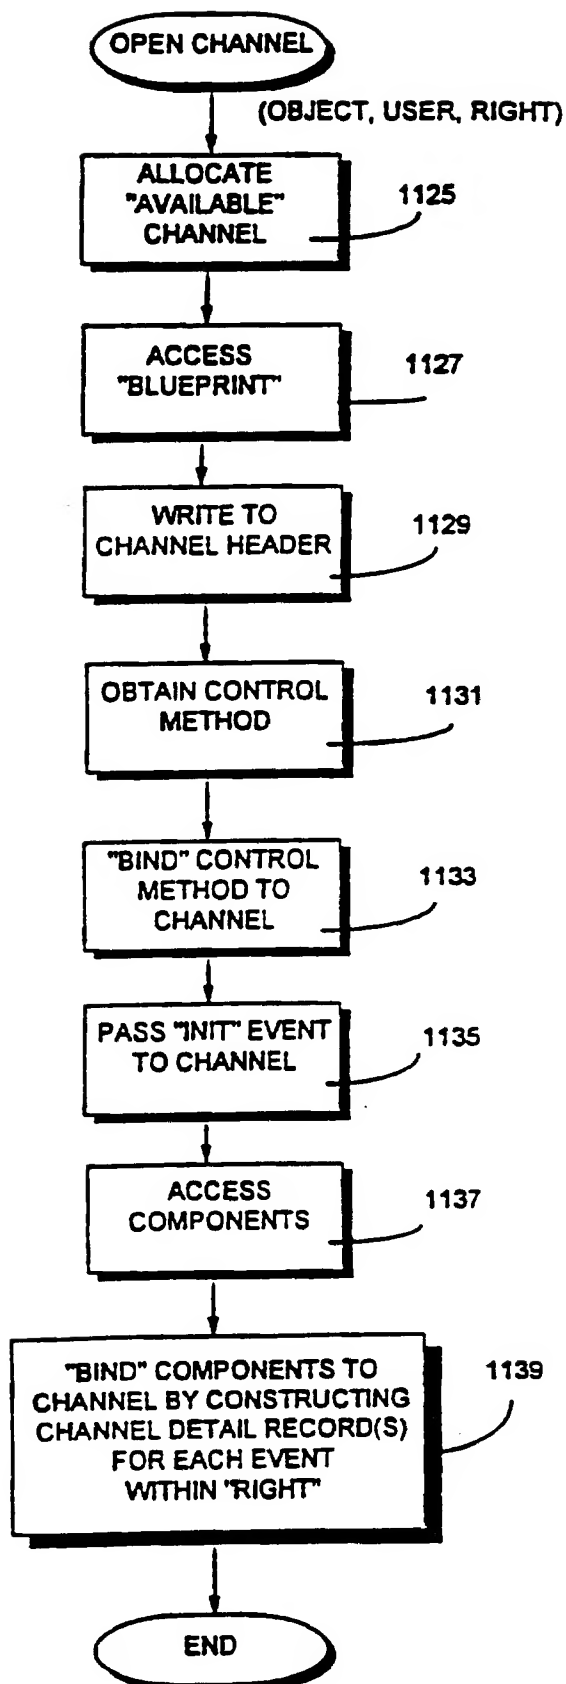 OPEN CHANNEL
(OBJECT, USER, RIGHT)
ALLOCATE
"AVAILABLE"
CHANNEL
1125
ACCESS
"BLUEPRINT"
1127
WRITE TO
CHANNEL HEADER
1129
OBTAIN CONTROL
METHOD
1131
"BIND" CONTROL
METHOD TO
CHANNEL
1133
PASS "INIT" EVENT
TO CHANNEL
1135
ACCESS
COMPONENTS
1137
"BIND" COMPONENTS TO
CHANNEL BY CONSTRUCTING
CHANNEL DETAIL RECORD(S)
FOR EACH EVENT
WITHIN "RIGHT"
1139
END